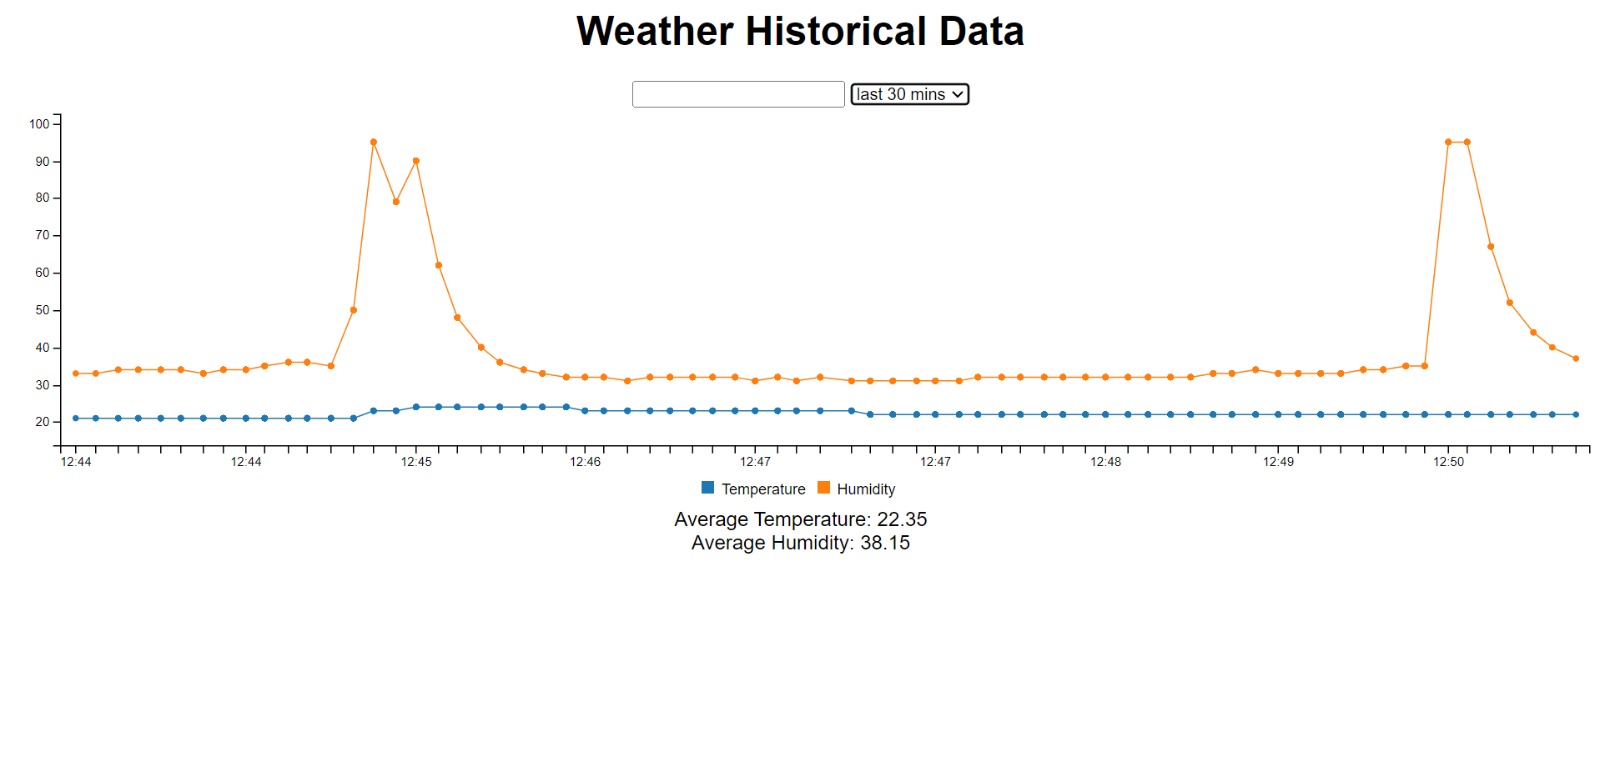 Weather Historical Data
last 30 mins
100
90
80
70
60
50
40
30
20
12:44 12:44 12:45 12:46 12:47 12:47 12:48 12:49 12:50
Temperature Humidity
Average Temperature: 22.35
Average Humidity: 38.15